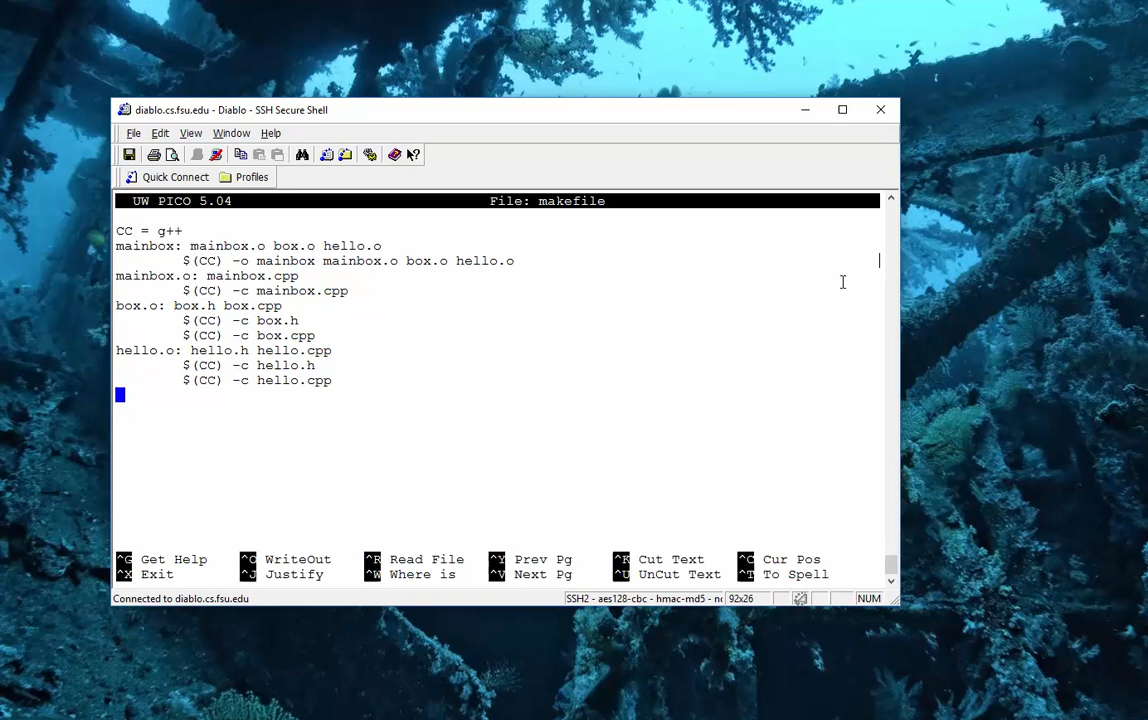 diablo.cs.fsu.edu - Diablo - SSH Secure Shell
File Edit View Window Help
Quick Connect Profiles
UW PICO 5.04 File: makefile
CC = g++
mainbox: mainbox.o box.o hello.o
$(CC) -o mainbox mainbox.o box.o hello.o
mainbox.o: mainbox.cpp
$(CC) -c mainbox.cpp
box.o: box.h box.cpp
$(CC) -c box.h
$(CC) -c box.cpp
hello.o: hello.h hello.cpp
$(CC) -c hello.h
$(CC) -c hello.cpp
^G Get Help ^O WriteOut ^R Read File ^Y Prev Pg ^K Cut Text ^C Cur Pos
^X Exit ^J Justify ^W Where is ^V Next Pg ^U UnCut Text ^T To Spell
Connected to diablo.cs.fsu.edu SSH2 - aes128-cbc - hmac-md5 - 92x26 NUM